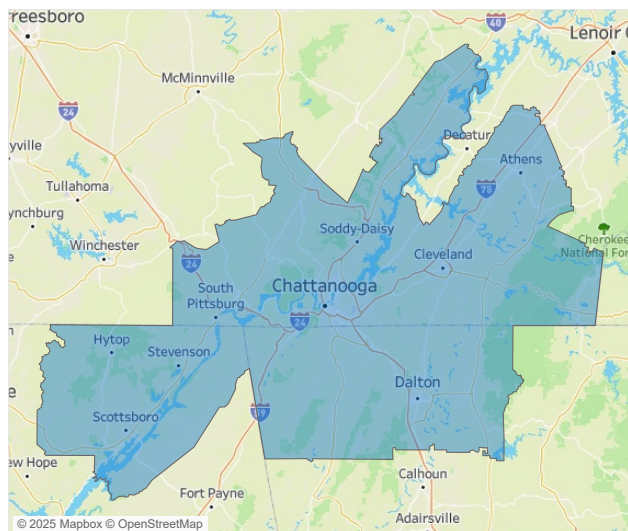 reesboro
40
Lenoir C
McMinnville
24
Decatur
yville
Athens
75
Tullahoma
Soddy-Daisy
ynchburg
Cherokee
National For
Winchester
24
Cleveland
e
South
Pittsburg
Chattanooga
24
Hytop
Stevenson
Dalton
e
59
Scottsboro
ew Hope
Calhoun
Fort Payne
Adairsville
© 2025 Mapbox © OpenStreetMap